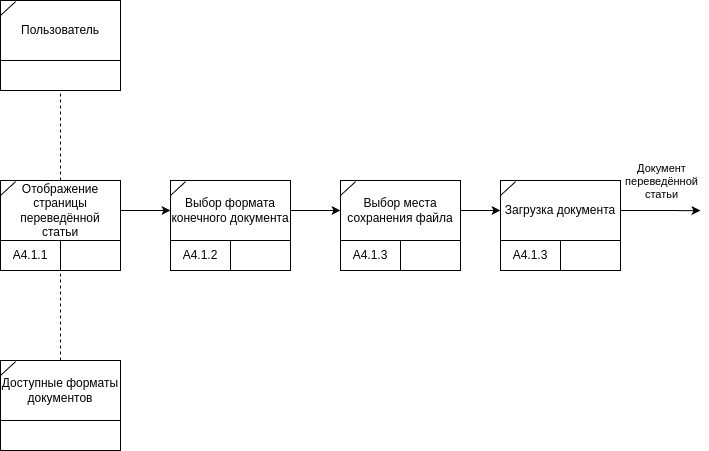 Пользователь
Документ
переведённой
статьи
Отображение
страницы
переведённой
статьи
A4.1.1
Выбор формата
конечного документа
A4.1.2
Выбор места
сохранения файла
A4.1.3
Загрузка документа
A4.1.3
Доступные форматы
документов